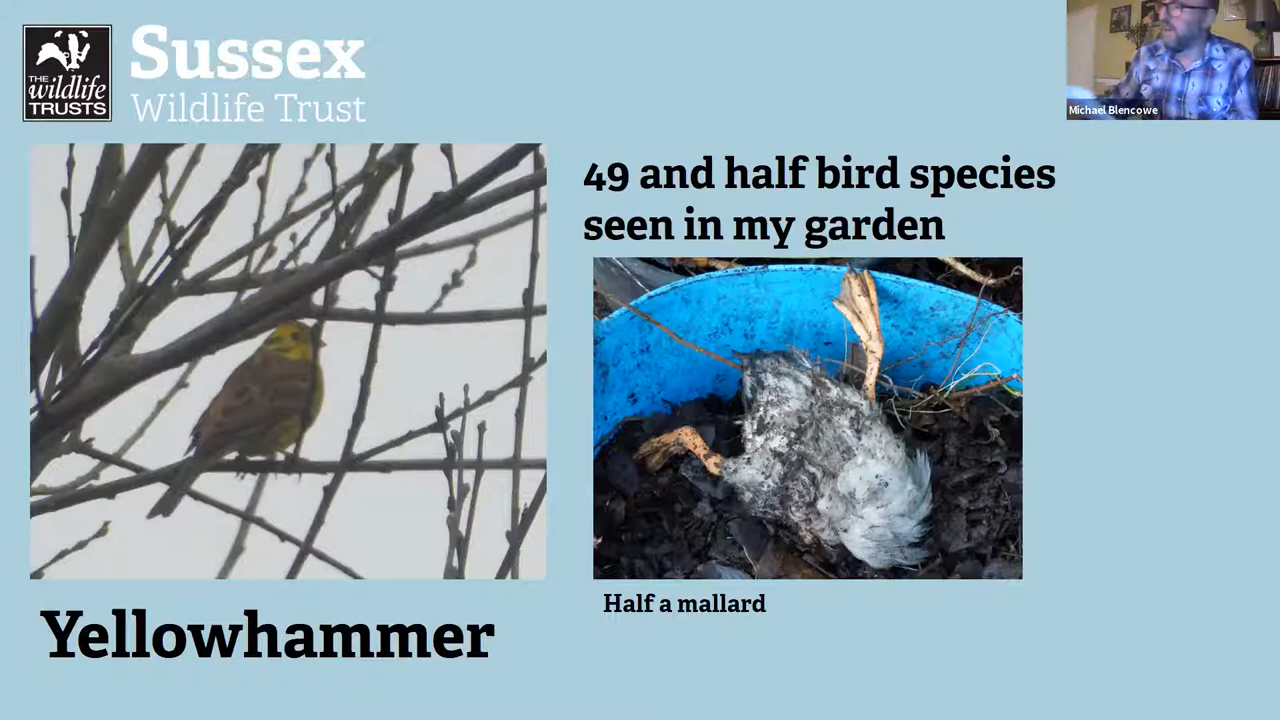 THE
wildlife
TRUSTS
Sussex
Wildlife Trust
Michael Blencowe
49 and half bird species
seen in my garden
Half a mallard
Yellowhammer